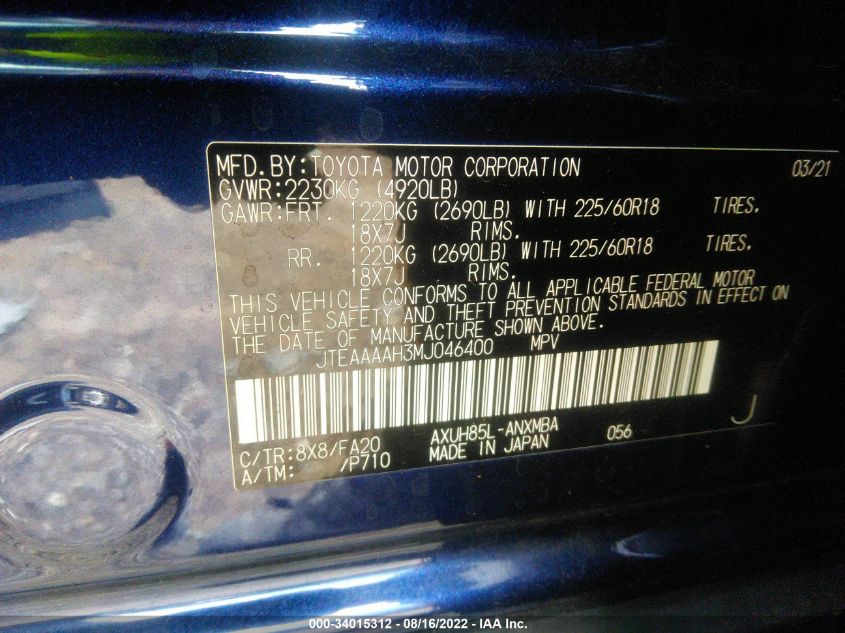 MFD.BY:TOYOTA MOTOR CORPORATION 03/21
GVWR:2230KG (4920LB)
GAWR:FRT. 1220KG (2690LB) WITH 225/60R18 TIRES.
18X7J RIMS.
RR. 1220KG (2690LB) WITH 225/60R18 TIRES.
18X7J RIMS.
THIS VEHICLE CONFORMS TO ALL APPLICABLE FEDERAL MOTOR
VEHICLE SAFETY AND THEFT PREVENTION STANDARDS IN EFFECT ON
THE DATE OF MANUFACTURE SHOWN ABOVE.
JTEAAAAH3MJ046400 MPV
C/TR:8X8/FA20 AXUH85L-ANXMBA 056 J
A/TM: /P710 MADE IN JAPAN
000-34015312 - 08/16/2022 - IAA Inc.